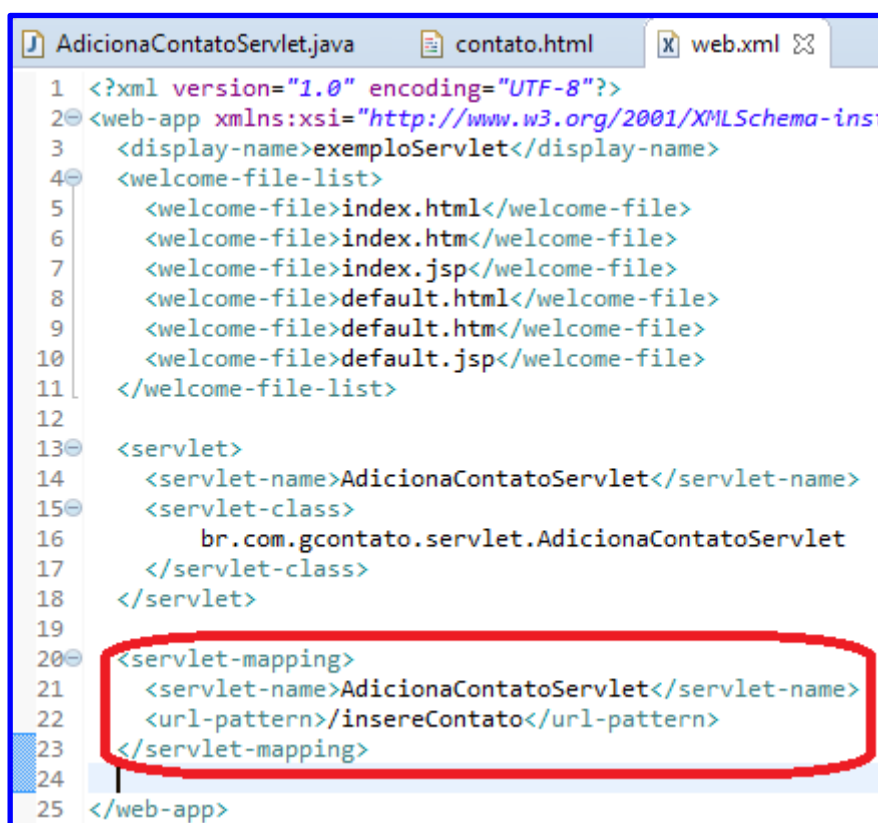 AdicionaContatoServlet.java contato.html web.xml
1 <?xml version="1.0" encoding="UTF-8"?>
2 <web-app xmlns:xsi="http://www.w3.org/2001/XMLSchema-ins
3 <display-name>exemploServlet</display-name>
4 <welcome-file-list>
5 <welcome-file>index.html</welcome-file>
6 <welcome-file>index.htm</welcome-file>
7 <welcome-file>index.jsp</welcome-file>
8 <welcome-file>default.html</welcome-file>
9 <welcome-file>default.htm</welcome-file>
10 <welcome-file>default.jsp</welcome-file>
11 </welcome-file-list>
12
13 <servlet>
14 <servlet-name>AdicionaContatoServlet</servlet-name>
15 <servlet-class>
16 br.com.gcontato.servlet.AdicionaContatoServlet
17 </servlet-class>
18 </servlet>
19
20 <servlet-mapping>
21 <servlet-name>AdicionaContatoServlet</servlet-name>
22 <url-pattern>/insereContato</url-pattern>
23 </servlet-mapping>
24
25 </web-app>